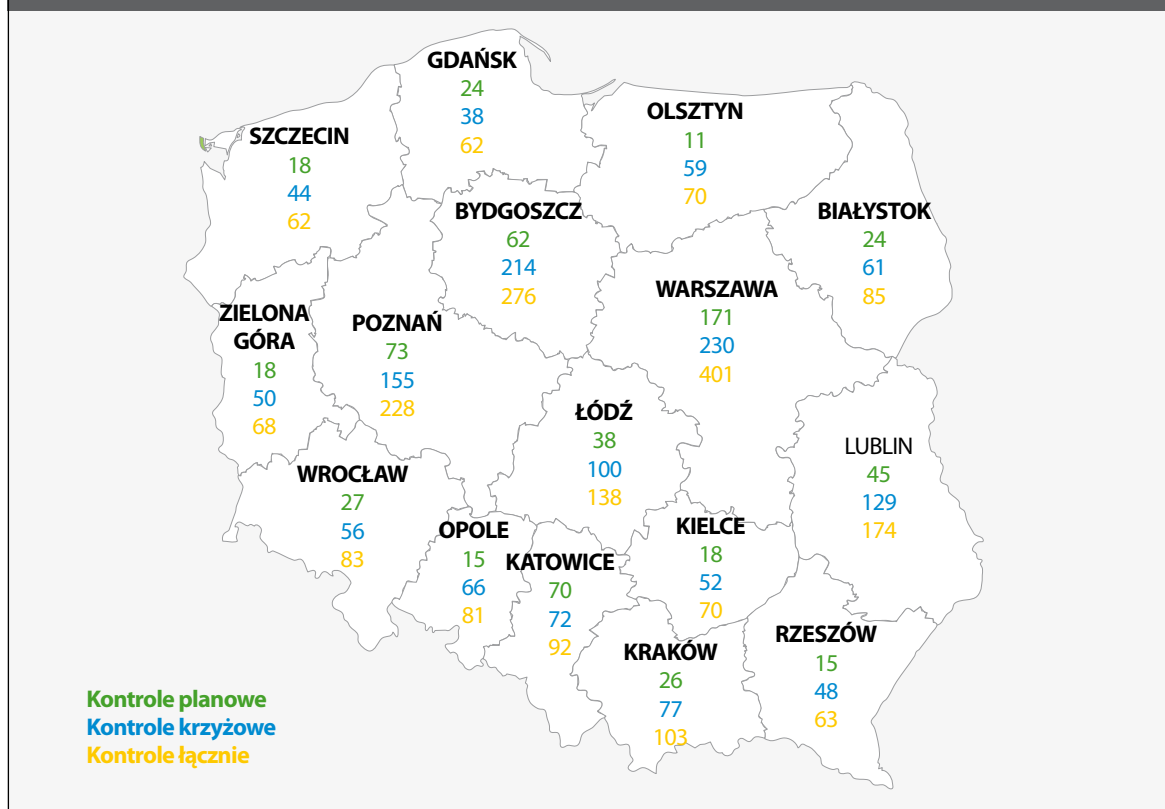 GDAŃSK
24
38
62
OLSZTYN
11
59
70
SZCZECIN
18
44
62
BYDGOSZCZ
62
214
276
BIAŁYSTOK
24
61
85
WARSZAWA
171
230
401
ZIELONA
GÓRA
18
50
68
POZNAŃ
73
155
228
ŁÓDŹ
38
100
138
LUBLIN
45
129
174
WROCŁAW
27
56
83
OPOLE
15
66
81
KATOWICE
70
72
92
KIELCE
18
52
70
KRAKÓW
26
77
103
RZESZÓW
15
48
63
Kontrole planowe
Kontrole krzyżowe
Kontrole łącznie